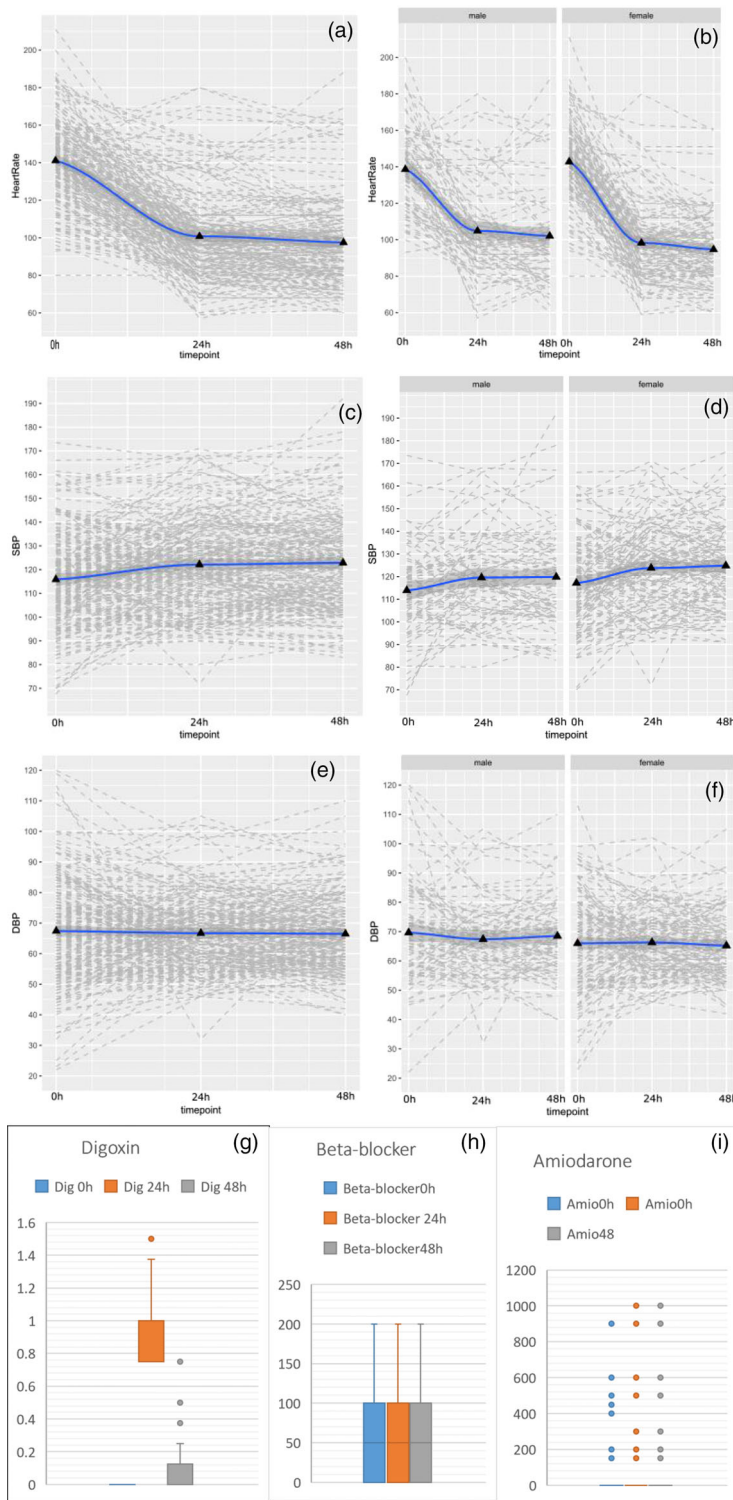 (a)
200
180
160
140
120
100
80
60
HeartRate
0h
24h
48h
timepoint
(b)
male
female
200
180
160
140
120
100
80
60
HeartRate
0h
24h
48h
0h
24h
48h
timepoint
(c)
190
180
170
160
150
140
130
120
110
100
90
80
70
SBP
0h
24h
48h
timepoint
(d)
male
female
190
180
170
160
150
140
130
120
110
100
90
80
70
SBP
0h
24h
48h
0h
24h
48h
timepoint
(e)
120
110
100
90
80
70
60
50
40
30
20
DBP
0h
24h
48h
timepoint
(f)
male
female
120
110
100
90
80
70
60
50
40
30
20
DBP
0h
24h
48h
0h
24h
48h
timepoint
(g)
Digoxin
Dig 0h Dig 24h Dig 48h
1.6
1.4
1.2
1
0.8
0.6
0.4
0.2
0
(h)
Beta-blocker
Beta-blocker0h
Beta-blocker 24h
Beta-blocker48h
250
200
150
100
50
0
(i)
Amiodarone
Amio0h Amio0h
Amio48
1200
1000
800
600
400
200
0